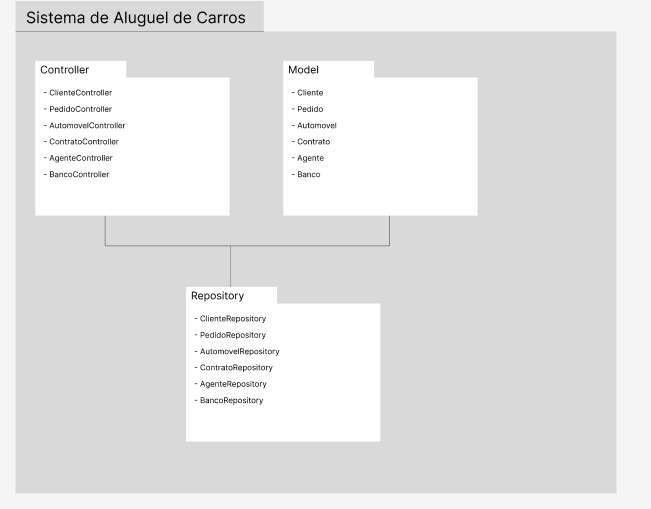 Sistema de Aluguel de Carros
Controller
- ClienteController
- PedidoController
- AutomovelController
- ContratoController
- AgenteController
- BancoController
Model
- Cliente
- Pedido
- Automovel
- Contrato
- Agente
- Banco
Repository
- ClienteRepository
- PedidoRepository
- AutomovelRepository
- ContratoRepository
- AgenteRepository
- BancoRepository